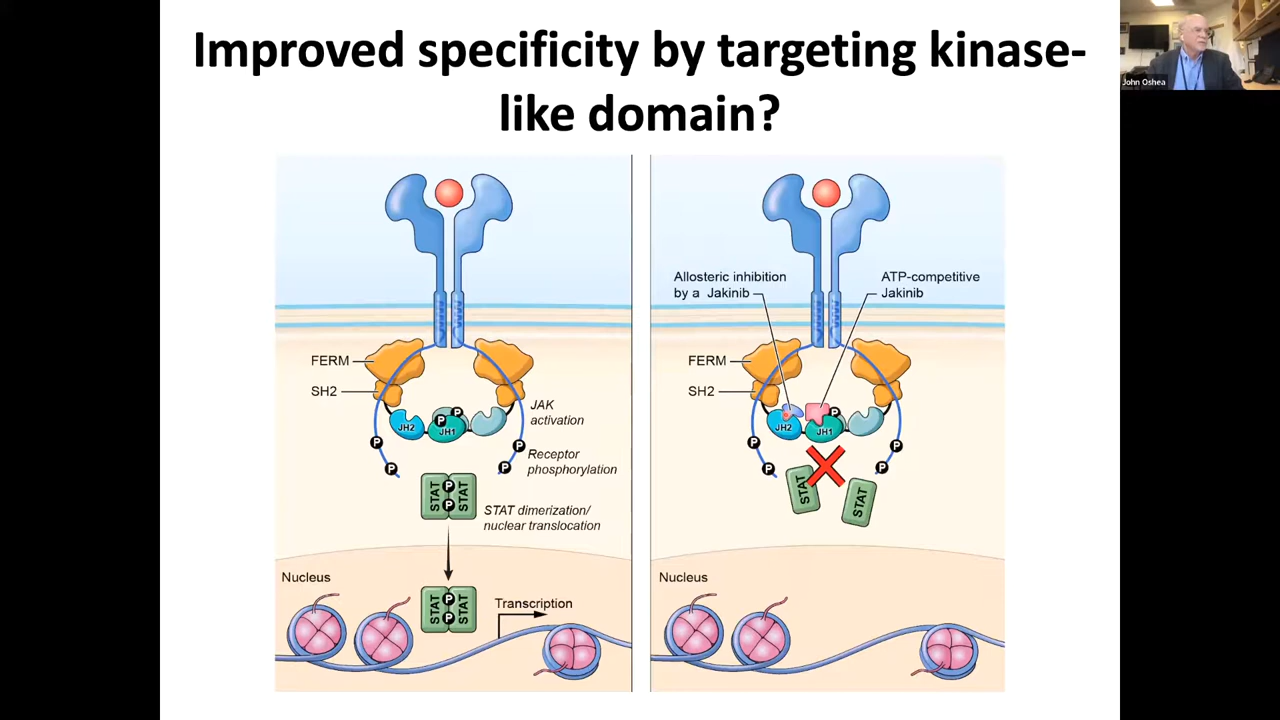 Improved specificity by targeting kinase-
like domain?
John Oshea
FERM
SH2
JH2
P
P
JH1
JAK
activation
P
P
P
P
Receptor
phosphorylation
STAT
P
P
STAT
STAT dimerization/
nuclear translocation
Nucleus
STAT
P
P
STAT
Transcription
Allosteric inhibition
by a Jakinib
ATP-competitive
Jakinib
FERM
SH2
JH2
JH1
P
P
P
P
P
STAT
STAT
Nucleus